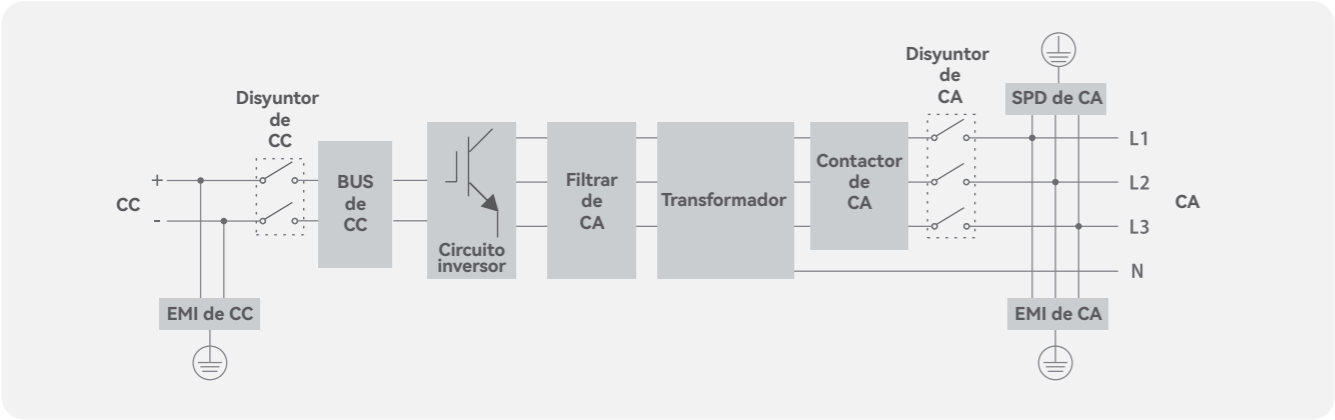 CC
+
-
Disyuntor
de
CC
EMI de CC
BUS
de
CC
Circuito
inversor
Filtrar
de
CA
Transformador
Contactor
de
CA
Disyuntor
de
CA
SPD de CA
L1
L2
L3
N
CA
EMI de CA